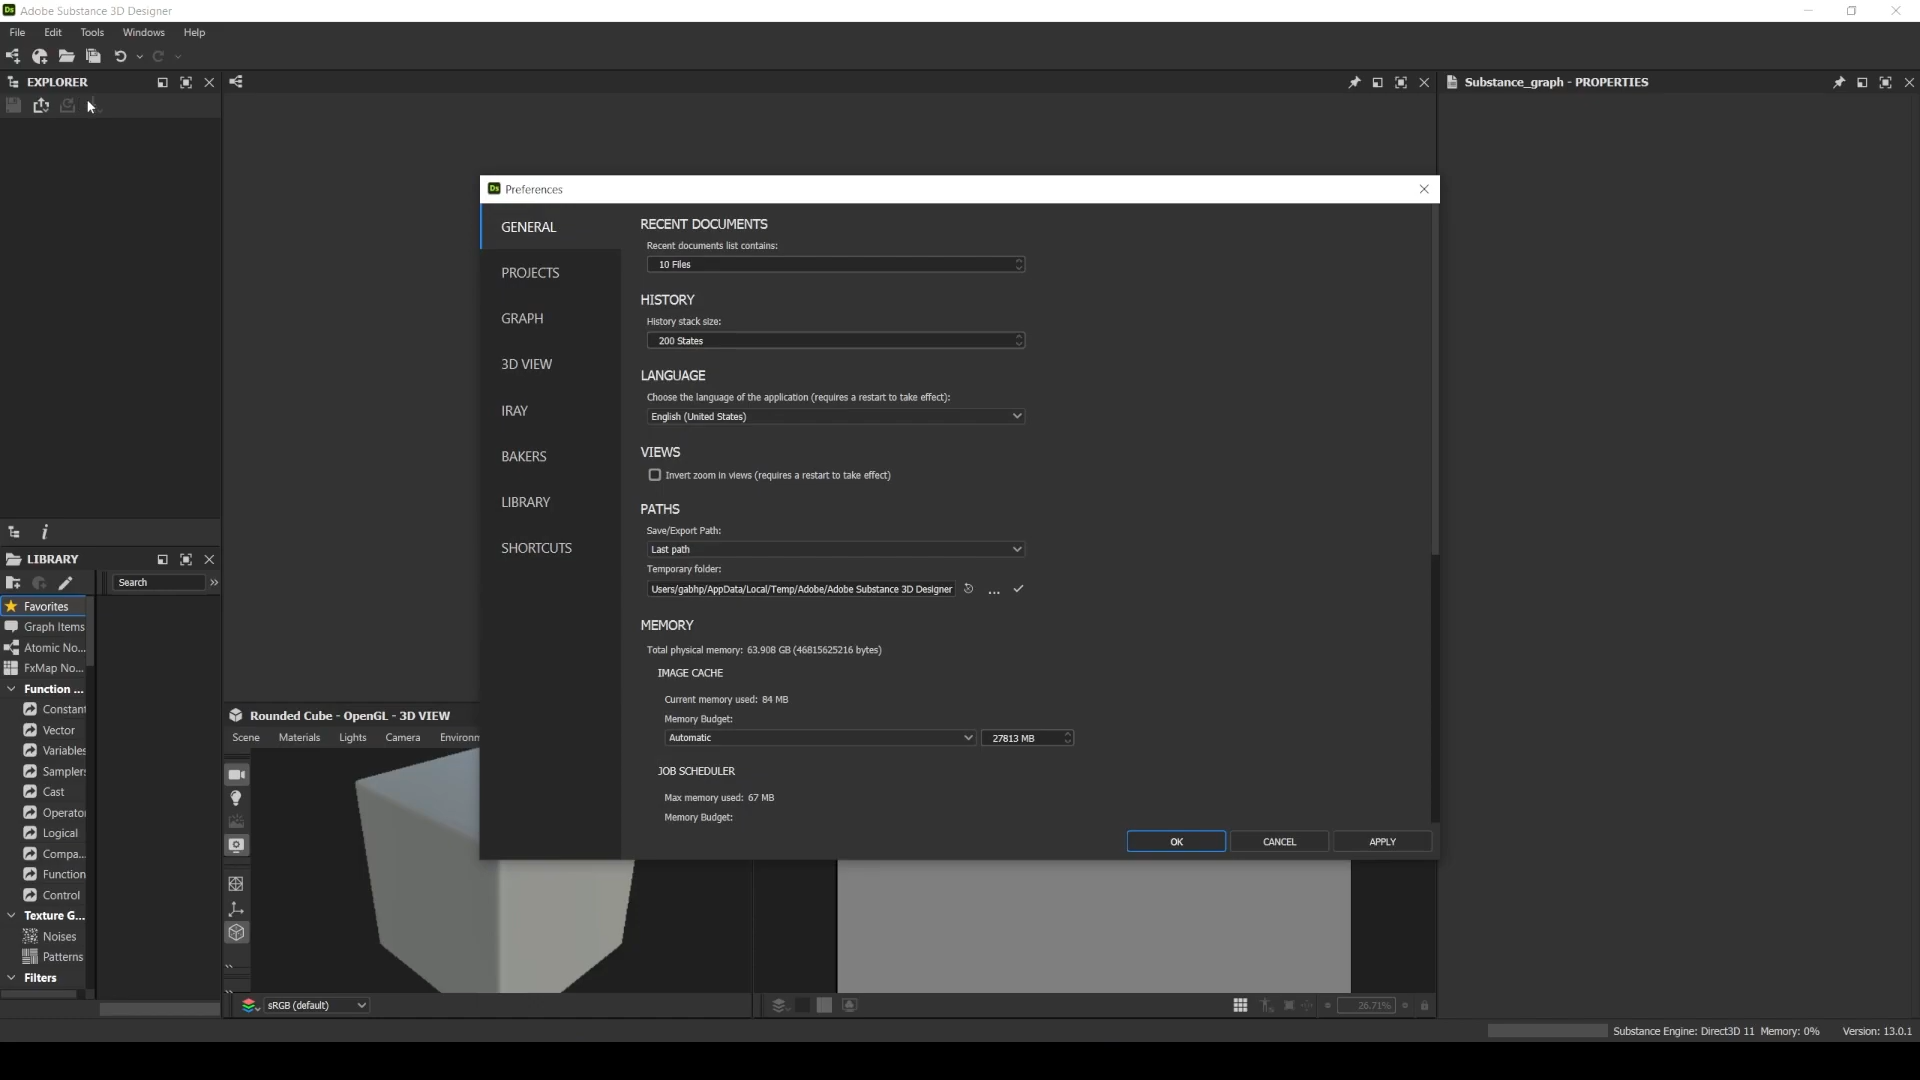 Ds Adobe Substance 3D Designer
File Edit Tools Windows Help
EXPLORER
Substance_graph - PROPERTIES
Ds Preferences
GENERAL
PROJECTS
GRAPH
3D VIEW
IRAY
BAKERS
LIBRARY
SHORTCUTS
RECENT DOCUMENTS
Recent documents list contains:
10 Files
HISTORY
History stack size:
200 States
LANGUAGE
Choose the language of the application (requires a restart to take effect):
English (United States)
VIEWS
Invert zoom in views (requires a restart to take effect)
PATHS
Save/Export Path:
Last path
Temporary folder:
Users/gabhp/AppData/Local/Temp/Adobe/Adobe Substance 3D Designer ...
MEMORY
Total physical memory: 63.908 GB (46815625216 bytes)
IMAGE CACHE
Current memory used: 84 MB
Memory Budget:
Automatic 27813 MB
JOB SCHEDULER
Max memory used: 67 MB
Memory Budget:
OK CANCEL APPLY
i
LIBRARY
Search »
Favorites
Graph Items
Atomic No...
FxMap No...
Function ...
Constant
Vector
Variables
Samplers
Cast
Operator
Logical
Compa...
Function
Control
Texture G...
Noises
Patterns
Filters
Rounded Cube - OpenGL - 3D VIEW
Scene Materials Lights Camera Environm
»
»
sRGB (default)
26.71%
Substance Engine: Direct3D 11 Memory: 0% Version: 13.0.1